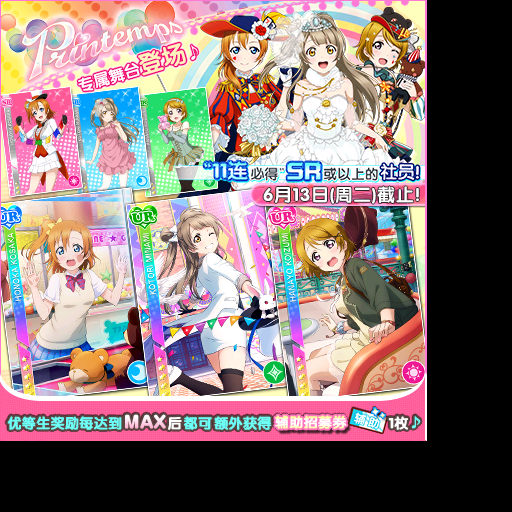 Printemps
专属舞台登场♪
SR
"11连必得"SR或以上的社员!
6月13日(周二)截止!
UR
HONOKA KOSAKA
UR
KOTORI MINAMI
UR
HANAYO KOIZUMI
优等生奖励每达到MAX后都可额外获得辅助招募券 辅助 1枚♪